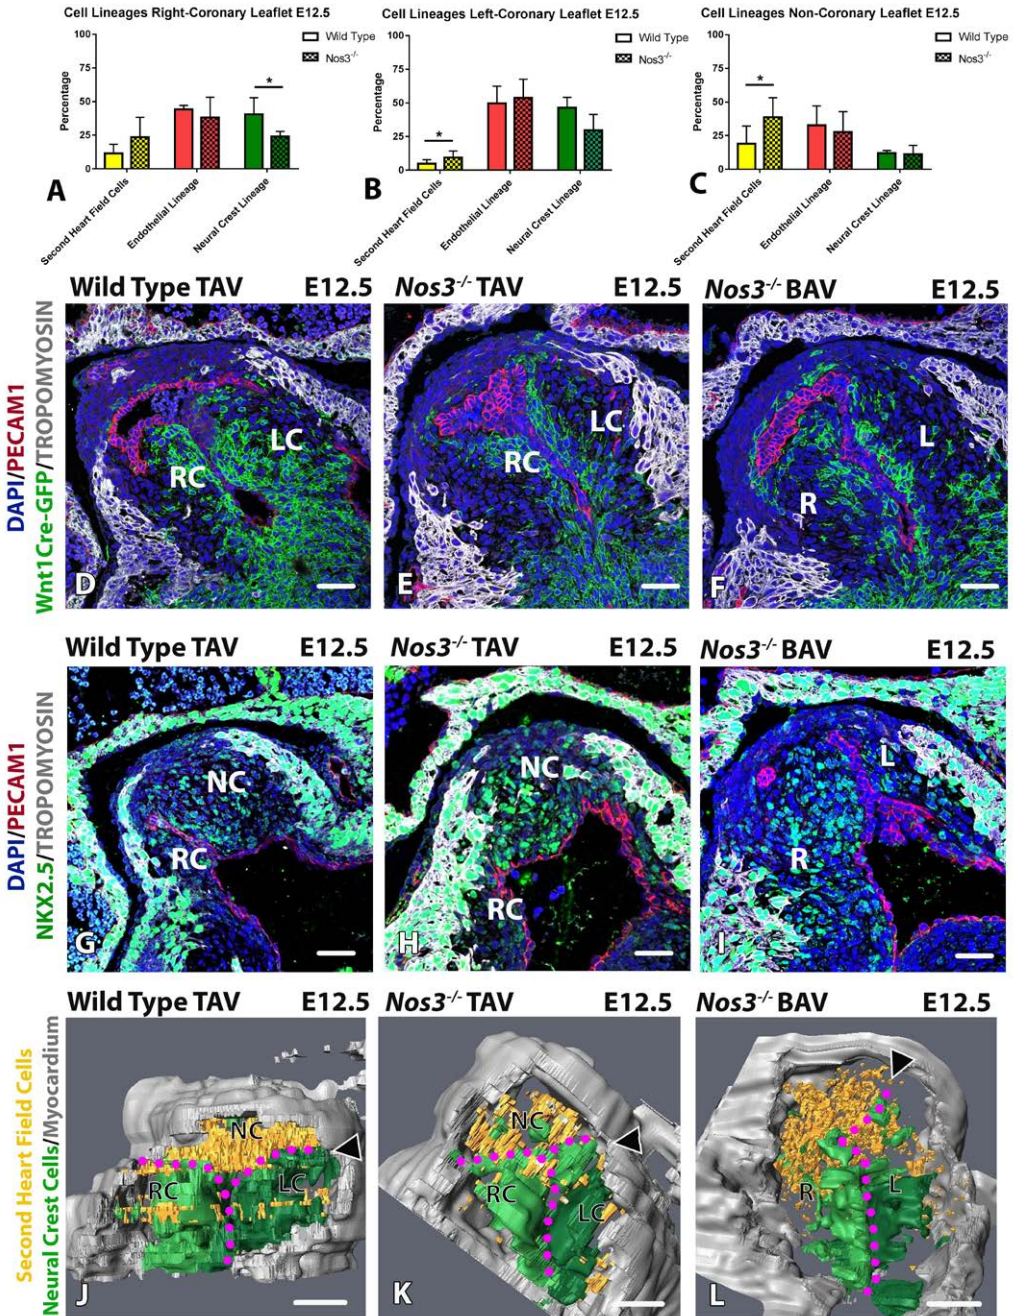 Cell Lineages Right-Coronary Leaflet E12.5
Percentage
100
75
50
25
0
Wild Type
Nos3-/-
*
Second Heart Field Cells
Endothelial Lineage
Neural Crest Lineage
A
Cell Lineages Left-Coronary Leaflet E12.5
Percentage
100
75
50
25
0
Wild Type
Nos3-/-
*
Second Heart Field Cells
Endothelial Lineage
Neural Crest Lineage
B
Cell Lineages Non-Coronary Leaflet E12.5
Percentage
100
75
50
25
0
Wild Type
Nos3-/-
*
Second Heart Field Cells
Endothelial Lineage
Neural Crest Lineage
C
DAPI/PECAM1
Wnt1Cre-GFP/TROPOMYOSIN
Wild Type TAV E12.5
LC
RC
D
Nos3-/- TAV E12.5
LC
RC
E
Nos3-/- BAV E12.5
L
R
F
DAPI/PECAM1
NKX2.5/TROPOMYOSIN
Wild Type TAV E12.5
NC
RC
G
Nos3-/- TAV E12.5
NC
RC
H
Nos3-/- BAV E12.5
L
R
I
Second Heart Field Cells
Neural Crest Cells/Myocardium
Wild Type TAV E12.5
NC
RC
LC
J
Nos3-/- TAV E12.5
NC
RC
LC
K
Nos3-/- BAV E12.5
R
L
L